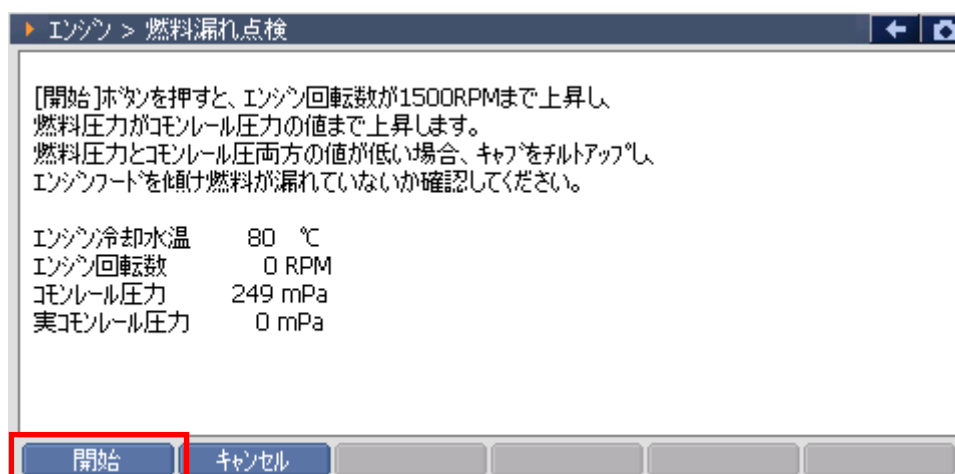 エンジン > 燃料漏れ点検
[開始]ボタンを押すと、エンジン回転数が1500RPMまで上昇し、
燃料圧力がコモンレール圧力の値まで上昇します。
燃料圧力とコモンレール圧両方の値が低い場合、キャブをチルトアップし、
エンジンフードを傾け燃料が漏れていないか確認してください。
エンジン冷却水温 80 ℃
エンジン回転数 0 RPM
コモンレール圧力 249 mPa
実コモンレール圧力 0 mPa
開始 キャンセル